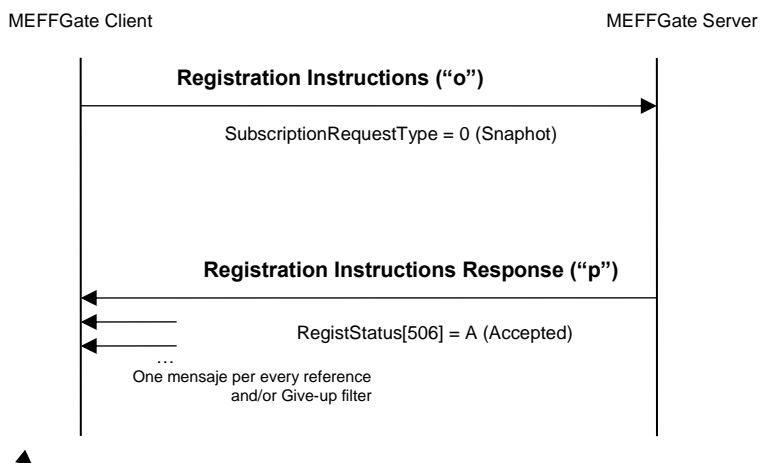 MEFFGate Client MEFFGate Server
Registration Instructions (“o”)
SubscriptionRequestType = 0 (Snaphot)
Registration Instructions Response (“p”)
RegistStatus[506] = A (Accepted)
…
One mensaje per every reference
and/or Give-up filter